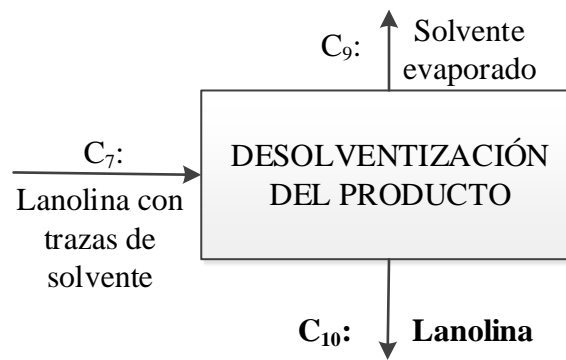 C₉:
Solvente
evaporado
C₇:
Lanolina con
trazas de
solvente
DESOLVENTIZACIÓN
DEL PRODUCTO
C₁₀: Lanolina